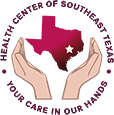 HEALTH CENTER OF SOUTHEAST TEXAS
• YOUR CARE IN OUR HANDS •